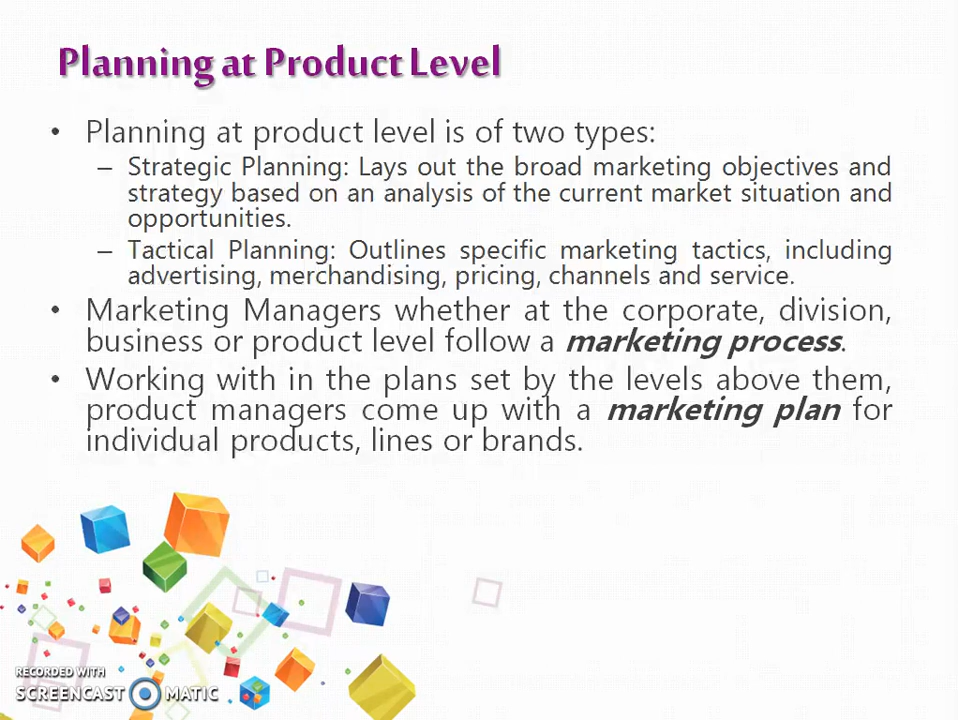 Planning at Product Level
• Planning at product level is of two types:
– Strategic Planning: Lays out the broad marketing objectives and
strategy based on an analysis of the current market situation and
opportunities.
– Tactical Planning: Outlines specific marketing tactics, including
advertising, merchandising, pricing, channels and service.
• Marketing Managers whether at the corporate, division,
business or product level follow a marketing process.
• Working with in the plans set by the levels above them,
product managers come up with a marketing plan for
individual products, lines or brands.
RECORDED WITH
SCREENCAST MATIC